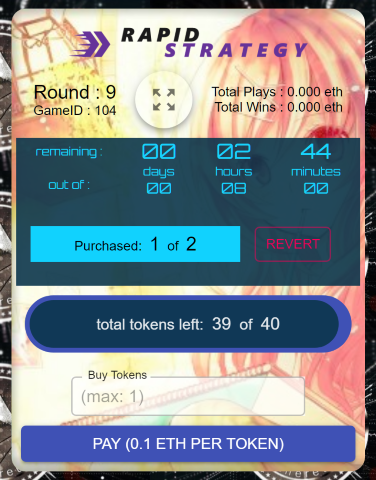 RAPID
STRATEGY
Round : 9
GameID : 104
Total Plays : 0.000 eth
Total Wins : 0.000 eth
remaining : 00 02 44
days hours minutes
out of : 00 08 00
Purchased: 1 of 2
REVERT
total tokens left: 39 of 40
Buy Tokens
(max: 1)
PAY (0.1 ETH PER TOKEN)